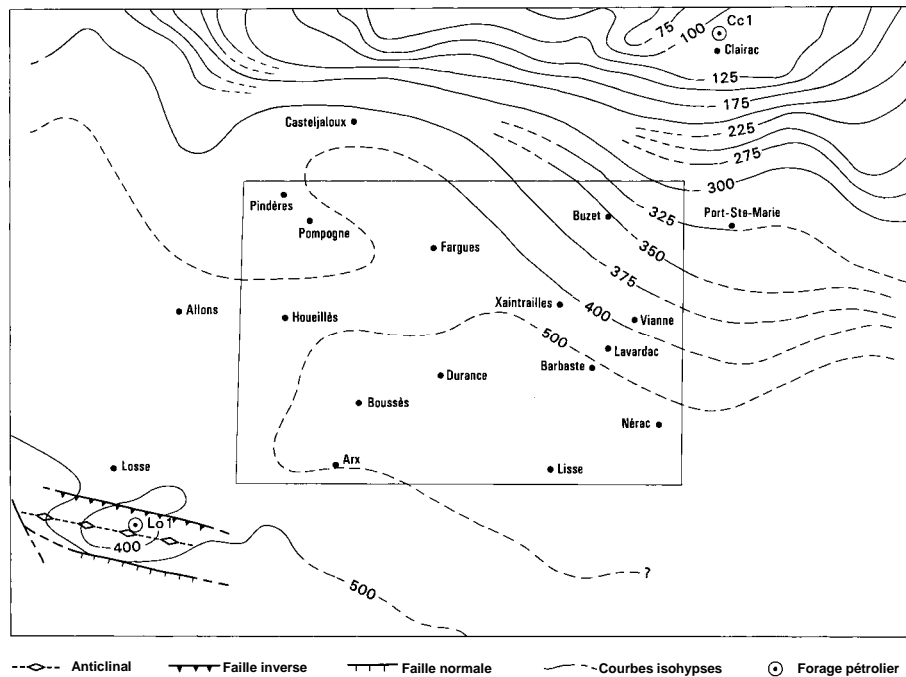 75
100
Cc1
Clairac
125
175
Casteljaloux
225
275
300
Pindères
325
Port-Ste-Marie
Pompogne
Buzet
350
Fargues
375
Allons
Houeillès
Xaintrailles
400
Vianne
500
Lavardac
Barbaste
Durance
Boussès
Nérac
Losse
Arx
Lisse
Lo1
400
500
?
Anticlinal
Faille inverse
Faille normale
Courbes isohypses
Forage pétrolier